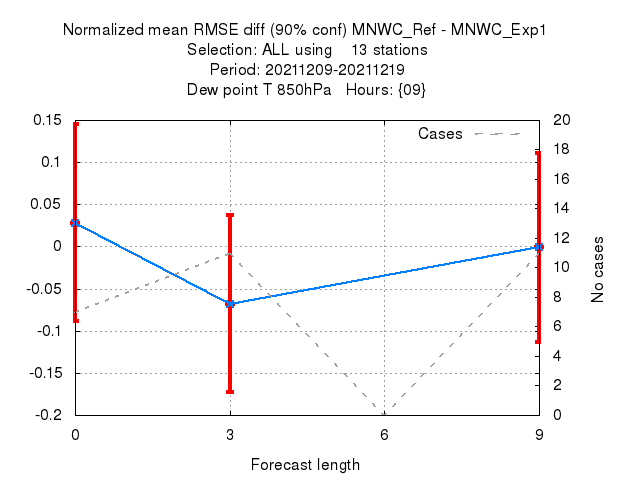 Normalized mean RMSE diff (90% conf) MNWC_Ref - MNWC_Exp1
Selection: ALL using 13 stations
Period: 20211209-20211219
Dew point T 850hPa Hours: {09}
Cases
0.15
0.1
0.05
0
-0.05
-0.1
-0.15
-0.2
20
18
16
14
12
10
8
6
4
2
0
No cases
0 3 6 9
Forecast length